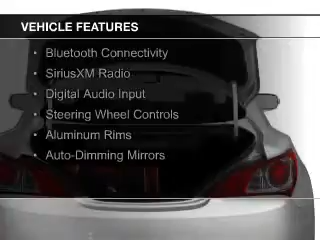 VEHICLE FEATURES
• Bluetooth Connectivity
• SiriusXM Radio
• Digital Audio Input
• Steering Wheel Controls
• Aluminum Rims
• Auto-Dimming Mirrors